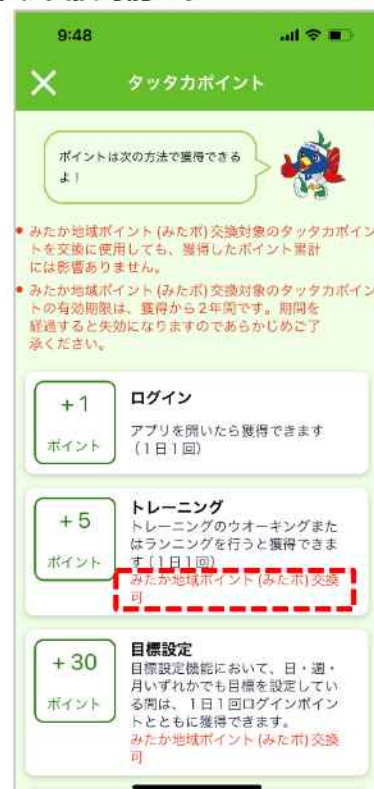 9:48
タッタカポイント
ポイントは次の方法で獲得できる
よ！
みたか地域ポイント(みたポ)交換対象のタッタカポイン
トを交換に使用しても、獲得したポイント累計
には影響ありません。
みたか地域ポイント(みたポ)交換対象のタッタカポイン
トの有効期限は、獲得から2年間です。期間を
経過すると失効になりますのであらかじめご了
承ください。
+1
ポイント
ログイン
アプリを開いたら獲得できます
(1日1回)
+5
ポイント
トレーニング
トレーニングのウオーキングまた
はランニングを行うと獲得できま
す(1日1回)
みたか地域ポイント(みたポ)交換
可
+30
ポイント
目標設定
目標設定機能において、日・週・
月いずれかでも目標を設定してい
る間は、1日1回ログインポイン
トとともに獲得できます。
みたか地域ポイント(みたポ)交換
可